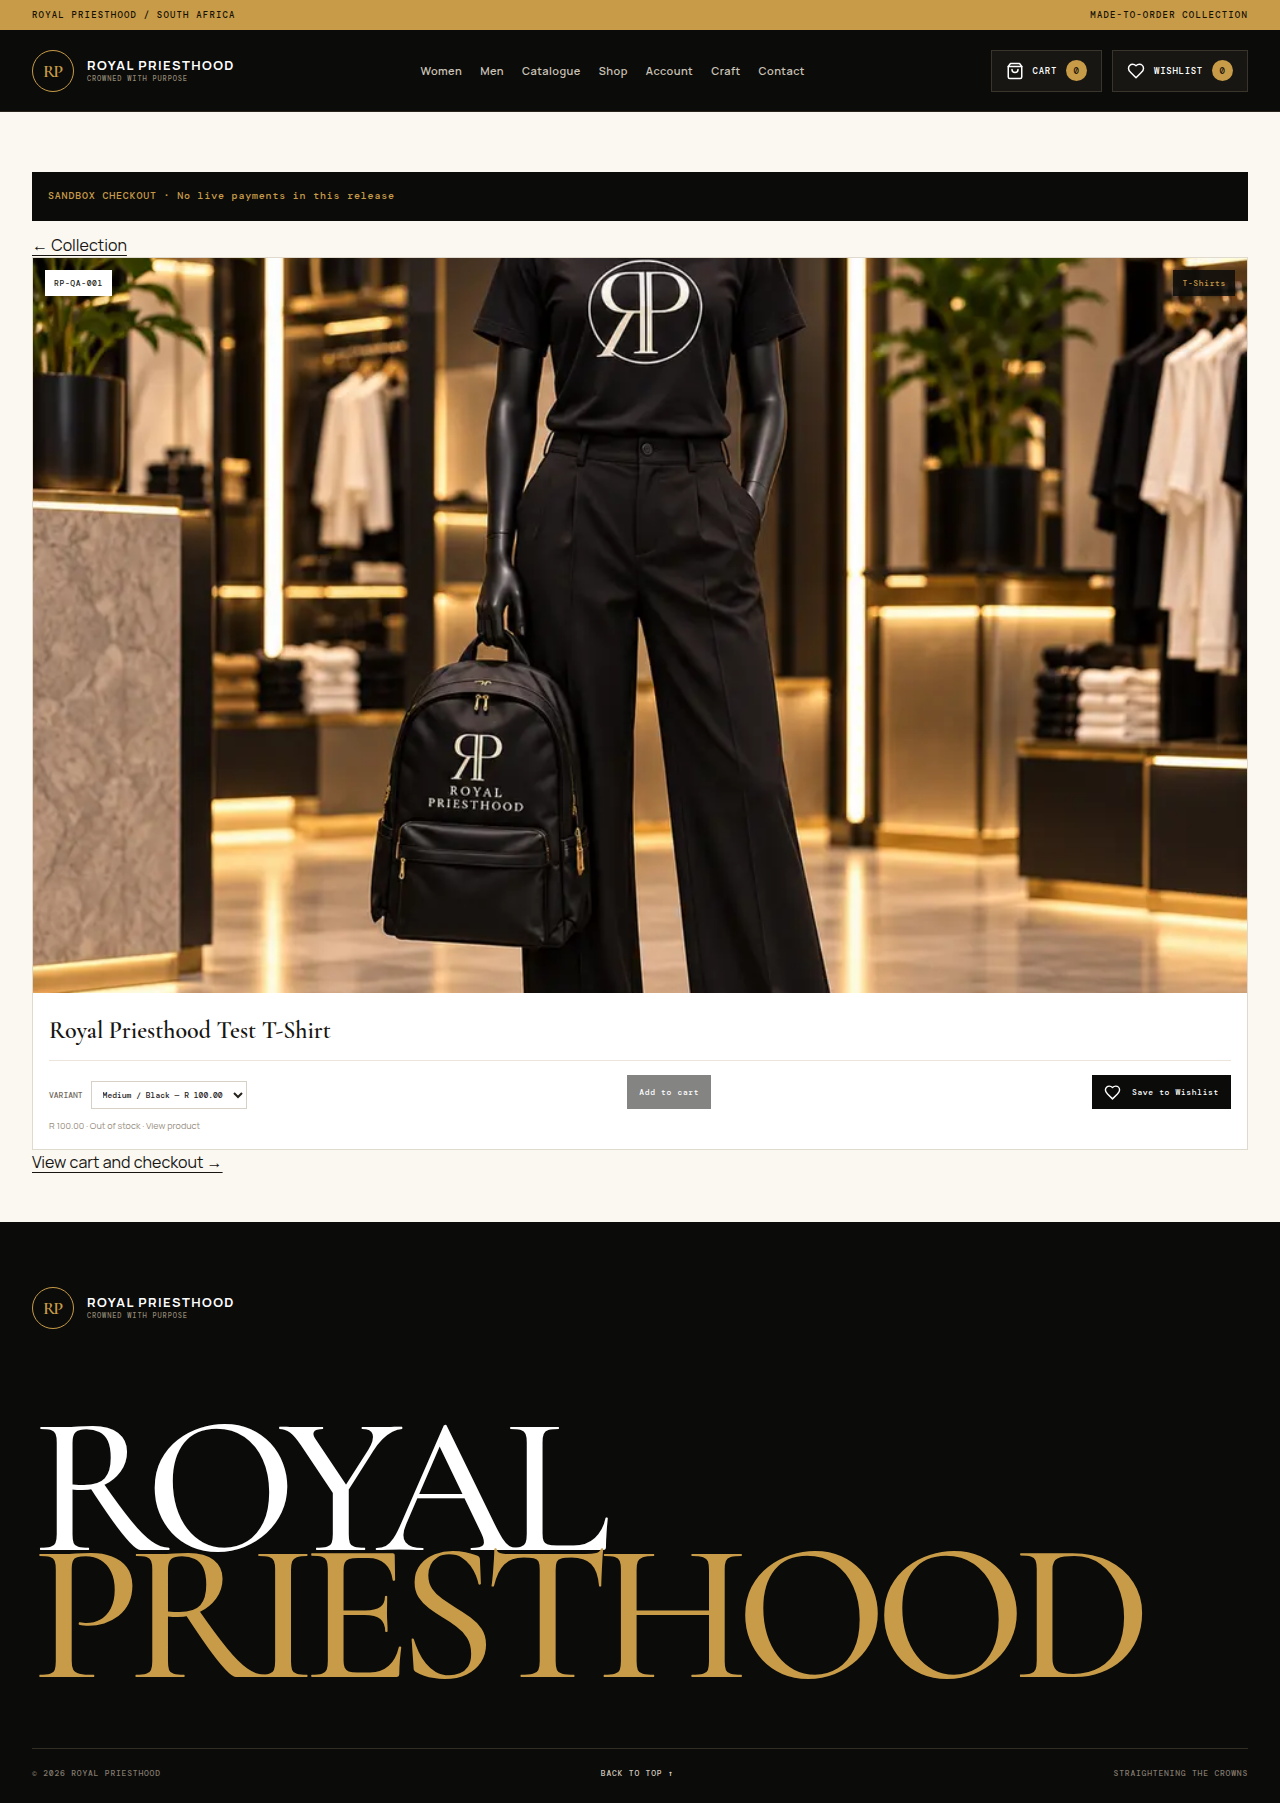 ROYAL PRIESTHOOD / SOUTH AFRICA
MADE-TO-ORDER COLLECTION
RP
ROYAL PRIESTHOOD
CROWNED WITH PURPOSE
Women Men Catalogue Shop Account Craft Contact
CART 0
WISHLIST 0
SANDBOX CHECKOUT · No live payments in this release
← Collection
RP-QA-001
T-Shirts
RP
RP
ROYAL
PRIESTHOOD
Royal Priesthood Test T-Shirt
VARIANT
Medium / Black — R 100.00
Add to cart
Save to Wishlist
R 100.00 · Out of stock · View product
View cart and checkout →
RP
ROYAL PRIESTHOOD
CROWNED WITH PURPOSE
ROYAL
PRIESTHOOD
© 2026 ROYAL PRIESTHOOD
BACK TO TOP ↑
STRAIGHTENING THE CROWNS